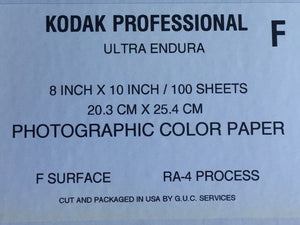 KODAK PROFESSIONAL F
ULTRA ENDURA
8 INCH X 10 INCH / 100 SHEETS
20.3 CM X 25.4 CM
PHOTOGRAPHIC COLOR PAPER
F SURFACE RA-4 PROCESS
CUT AND PACKAGED IN USA BY G.U.C. SERVICES